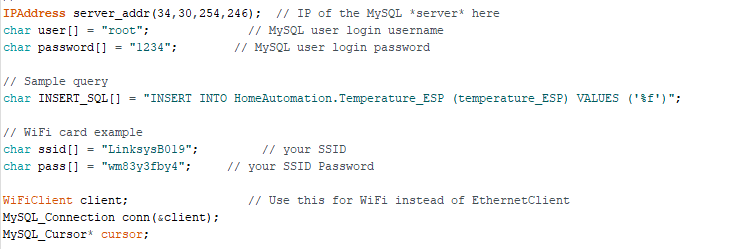 IPAddress server_addr(34,30,254,246);  // IP of the MySQL *server* here
char user[] = "root";              // MySQL user login username
char password[] = "1234";        // MySQL user login password
// Sample query
char INSERT_SQL[] = "INSERT INTO HomeAutomation.Temperature_ESP (temperature_ESP) VALUES ('%f')";
// WiFi card example
char ssid[] = "LinksysB019";         // your SSID
char pass[] = "wm83y3fby4";     // your SSID Password
WiFiClient client;                 // Use this for WiFi instead of EthernetClient
MySQL_Connection conn(&client);
MySQL_Cursor* cursor;